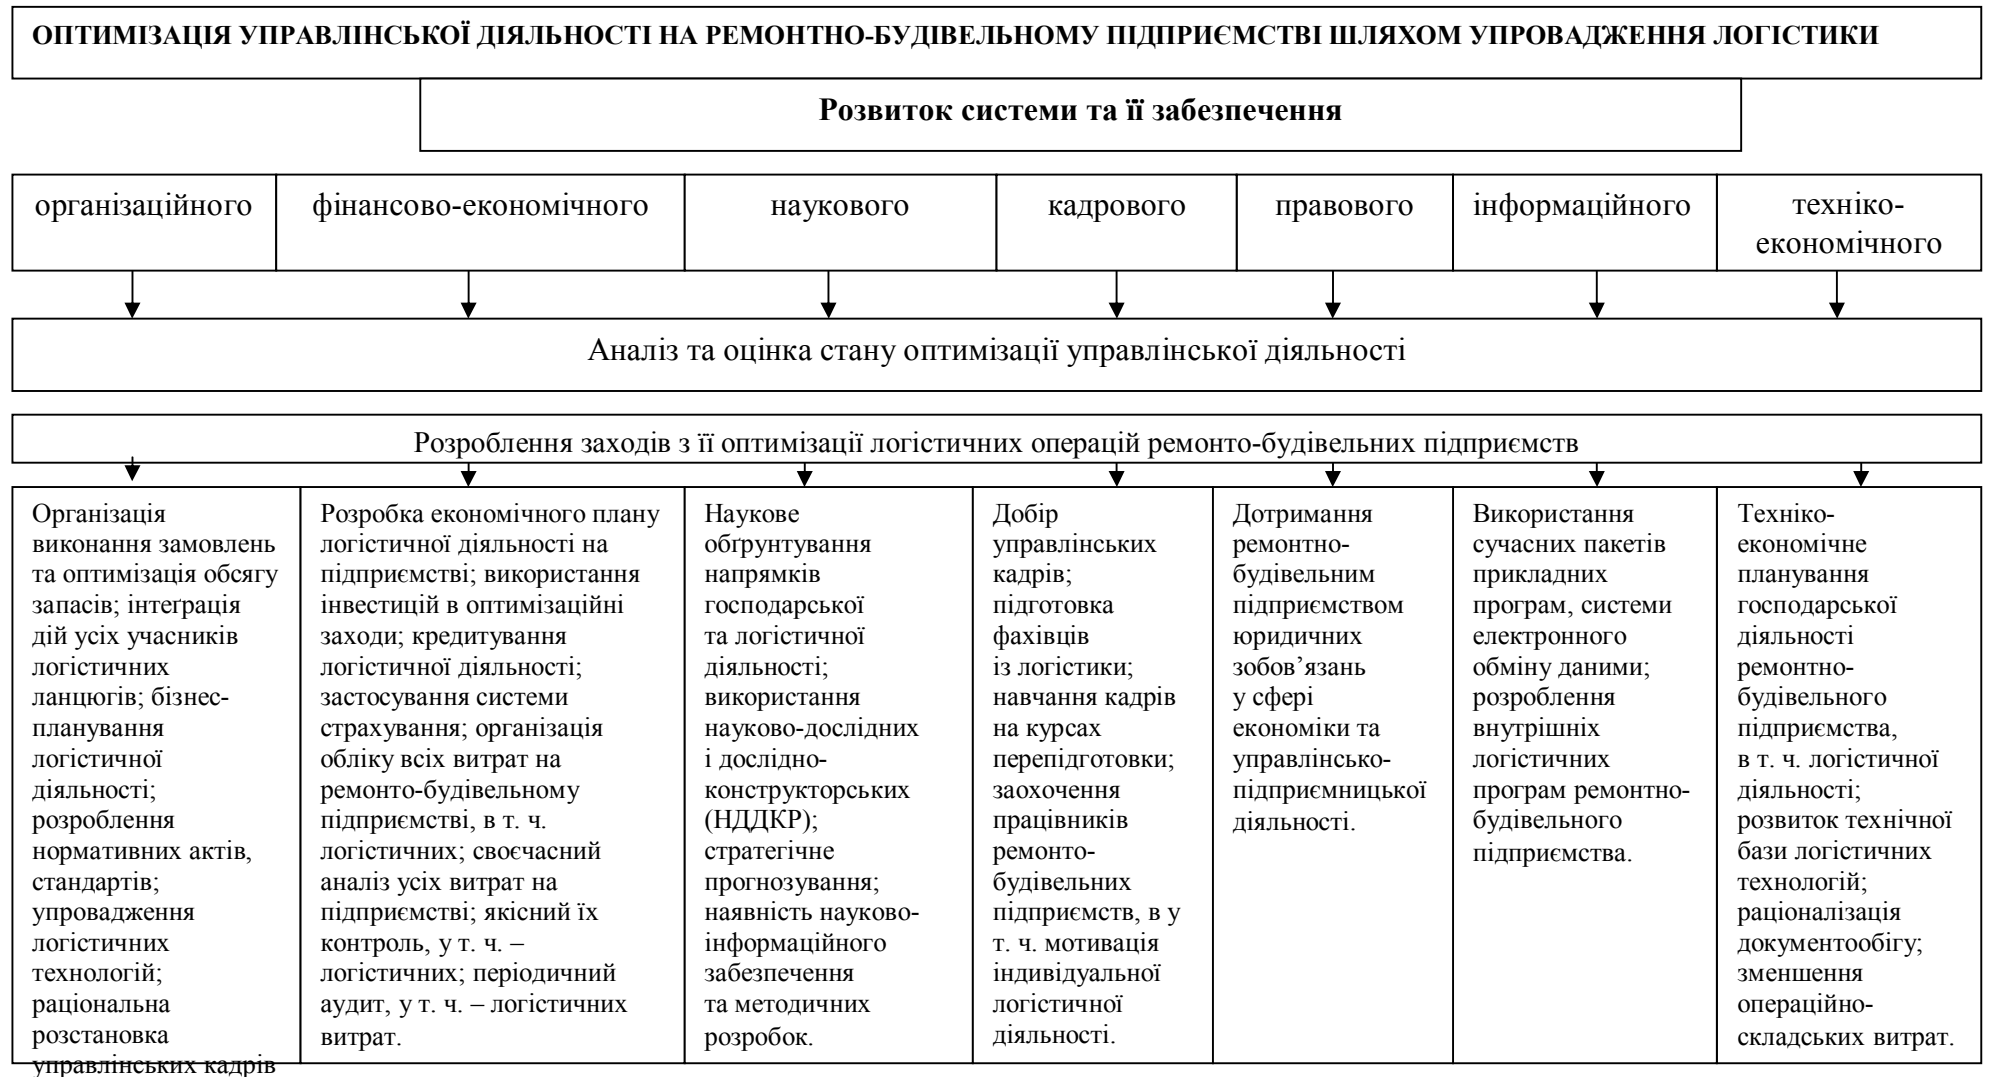 ОПТИМІЗАЦІЯ УПРАВЛІНСЬКОЇ ДІЯЛЬНОСТІ НА РЕМОНТНО-БУДІВЕЛЬНОМУ ПІДПРИЄМСТВІ ШЛЯХОМ УПРОВАДЖЕННЯ ЛОГІСТИКИ
Розвиток системи та її забезпечення
організаційного
фінансово-економічного
наукового
кадрового
правового
інформаційного
техніко-
економічного
Аналіз та оцінка стану оптимізації управлінської діяльності
Розроблення заходів з її оптимізації логістичних операцій ремонто-будівельних підприємств
Організація
виконання замовлень
та оптимізація обсягу
запасів; інтеґрація
дій усіх учасників
логістичних
ланцюгів; бізнес-
планування
логістичної
діяльності;
розроблення
нормативних актів,
стандартів;
упровадження
логістичних
технологій;
раціональна
розстановка
управлінських кадрів
Розробка економічного плану
логістичної діяльності на
підприємстві; використання
інвестицій в оптимізаційні
заходи; кредитування
логістичної діяльності;
застосування системи
страхування; організація
обліку всіх витрат на
ремонто-будівельному
підприємстві, в т. ч.
логістичних; своєчасний
аналіз усіх витрат на
підприємстві; якісний їх
контроль, у т. ч. –
логістичних; періодичний
аудит, у т. ч. – логістичних
витрат.
Наукове
обґрунтування
напрямків
господарської
та логістичної
діяльності;
використання
науково-дослідних
і дослідно-
конструкторських
(НДДКР);
стратегічне
прогнозування;
наявність науково-
інформаційного
забезпечення
та методичних
розробок.
Добір
управлінських
кадрів;
підготовка
фахівців
із логістики;
навчання кадрів
на курсах
перепідготовки;
заохочення
працівників
ремонто-
будівельних
підприємств, в у
т. ч. мотивація
індивідуальної
логістичної
діяльності.
Дотримання
ремонтно-
будівельним
підприємством
юридичних
зобов’язань
у сфері
економіки та
управлінсько-
підприємницької
діяльності.
Використання
сучасних пакетів
прикладних
програм, системи
електронного
обміну даними;
розроблення
внутрішніх
логістичних
програм ремонтно-
будівельного
підприємства.
Техніко-
економічне
планування
господарської
діяльності
ремонтно-
будівельного
підприємства,
в т. ч. логістичної
діяльності;
розвиток технічної
бази логістичних
технологій;
раціоналізація
документообігу;
зменшення
операційно-
складських витрат.